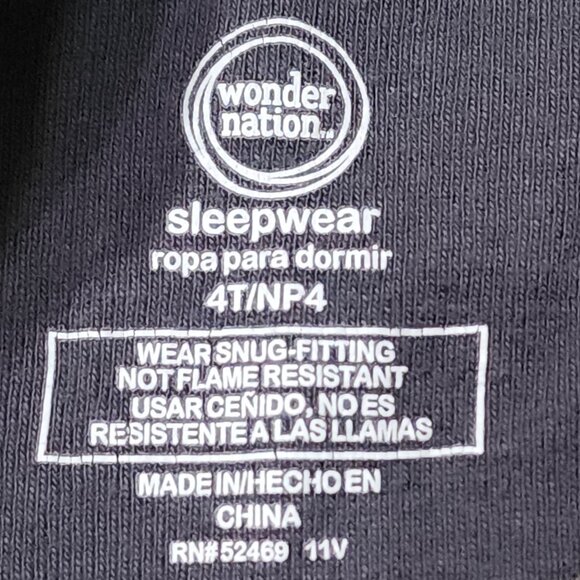 wonder
nation™
sleepwear
ropa para dormir
4T/NP4
WEAR SNUG-FITTING
NOT FLAME RESISTANT
USAR CEÑIDO, NO ES
RESISTENTE A LAS LLAMAS
MADE IN/HECHO EN
CHINA
RN# 52469 11V